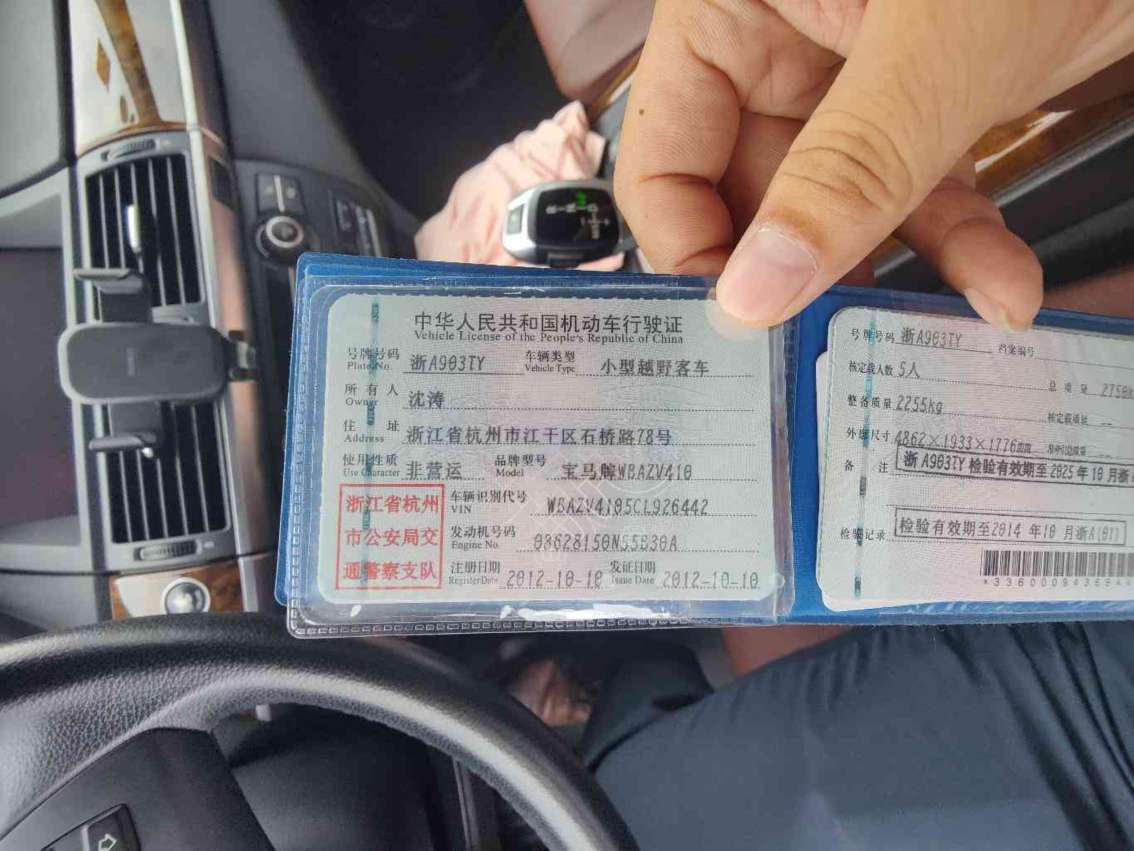 中华人民共和国机动车行驶证
Vehicle License of the People's Republic of China
号牌号码 浙A903TY 车辆类型 小型越野客车
Plate No. Vehicle Type
所有人 沈涛
Owner
住址 浙江省杭州市江干区石桥路78号
Address
使用性质 非营运 品牌型号 宝马牌WBAZV410
Use Character Model
浙江省杭州
市公安局交
通警察支队
车辆识别代号 WBAZV4105CL926442
VIN
发动机号码 03628150N55B30A
Engine No.
注册日期 2012-10-10 发证日期 2012-10-10
Register Date Issue Date
号牌号码 浙A903TY 档案编号
核定载人数 5人 总质量
整备质量 2255kg 核定载质量 --
外廓尺寸 4862×1933×1776mm
备注 浙A903TY 检验有效期至2025年10月浙
检验记录 检验有效期至2014年10月浙A(01)